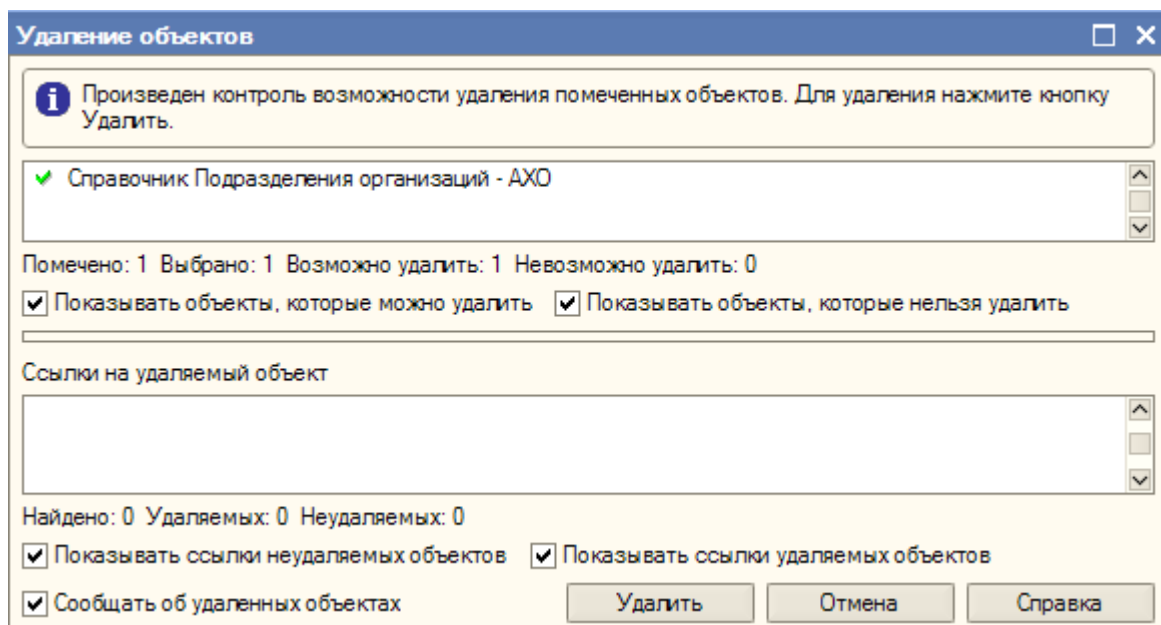 Удаление объектов
Произведен контроль возможности удаления помеченных объектов. Для удаления нажмите кнопку
Удалить.
Справочник Подразделения организаций - АХО
Помечено: 1 Выбрано: 1 Возможно удалить: 1 Невозможно удалить: 0
Показывать объекты, которые можно удалить Показывать объекты, которые нельзя удалить
Ссылки на удаляемый объект
Найдено: 0 Удаляемых: 0 Неудаляемых: 0
Показывать ссылки неудаляемых объектов Показывать ссылки удаляемых объектов
Сообщать об удаленных объектах Удалить Отмена Справка